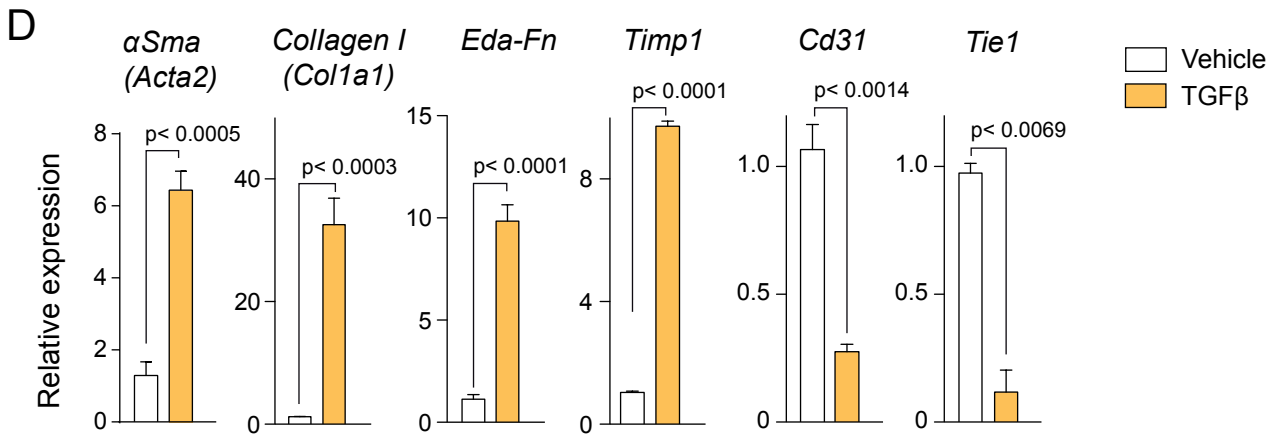 D
αSma
(Acta2)
Collagen I
(Col1a1)
Eda-Fn
Timp1
Cd31
Tie1
Vehicle
TGFβ
Relative expression
8
6
4
2
0
p< 0.0005
40
20
0
p< 0.0003
15
10
5
0
p< 0.0001
8
4
0
p< 0.0001
1.0
0.5
0
p< 0.0014
1.0
0.5
0
p< 0.0069